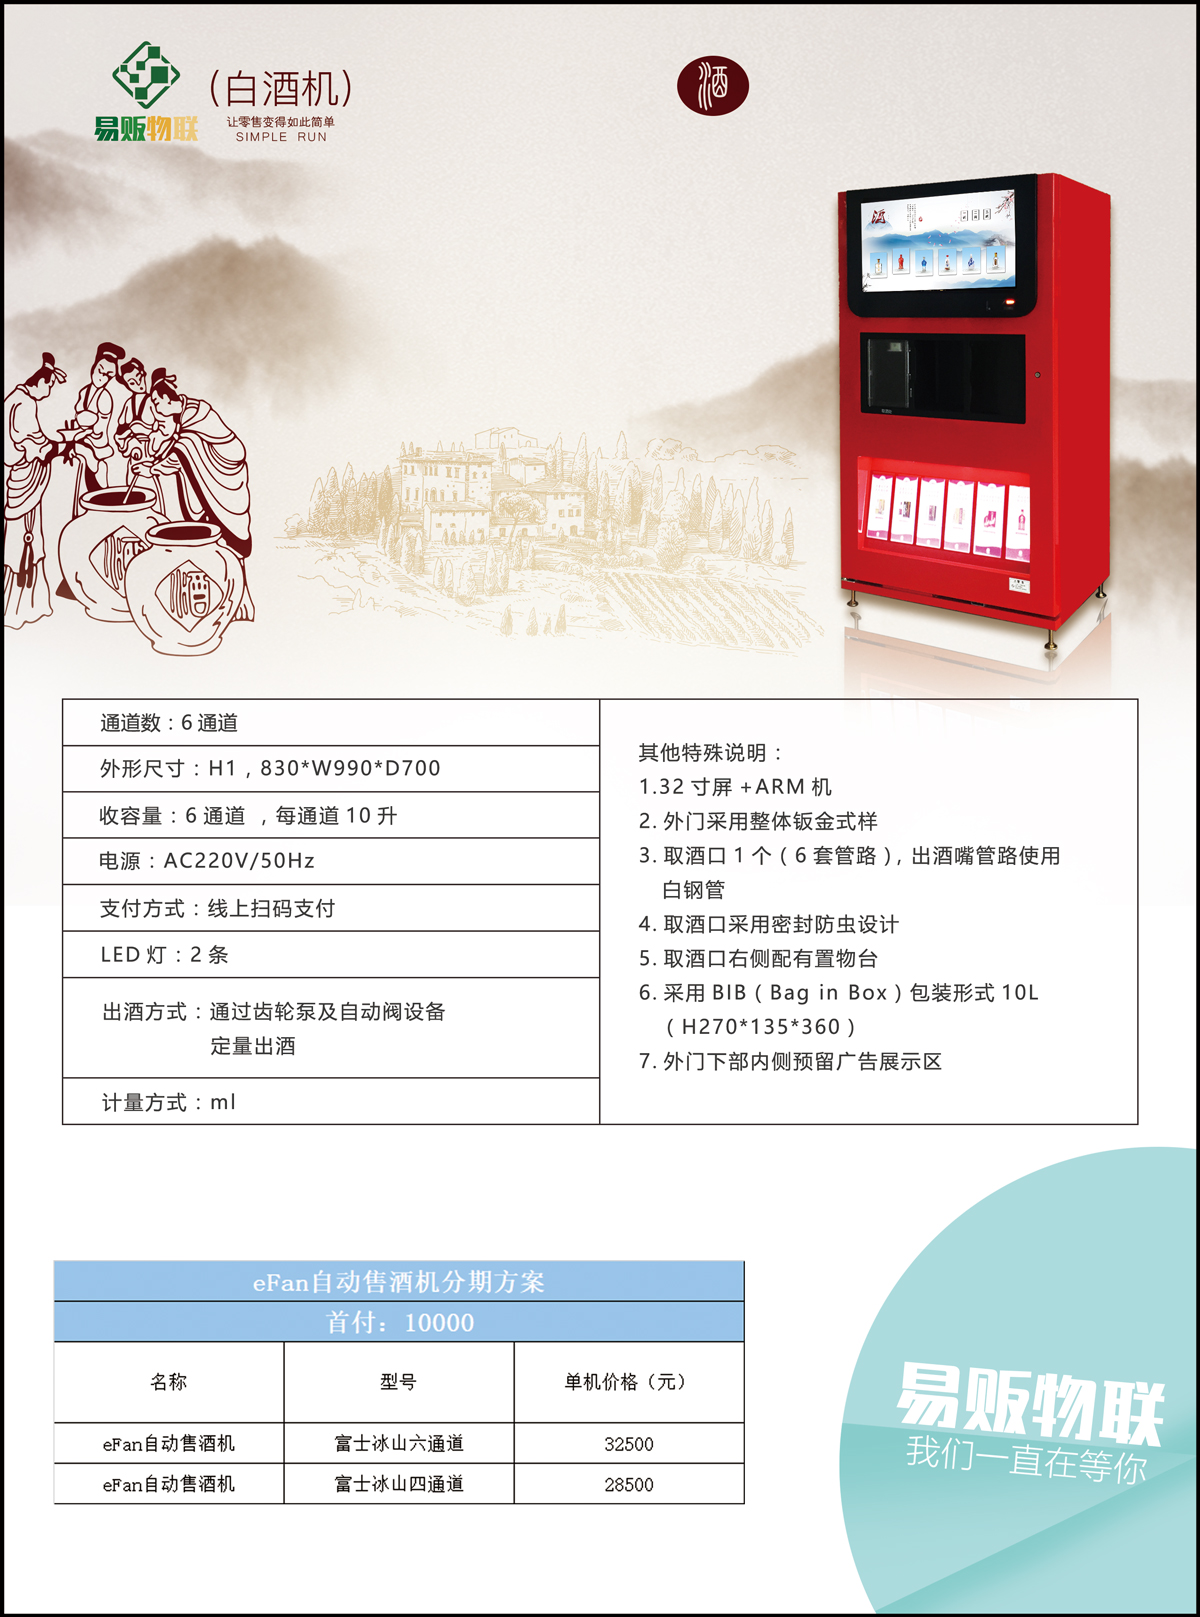 易贩物联
（白酒机）
让零售变得如此简单
SIMPLE RUN
酒
酒
酒
通道数：6 通道
外形尺寸：H1，830*W990*D700
收容量：6 通道 ，每通道 10 升
电源：AC220V/50Hz
支付方式：线上扫码支付
LED 灯：2 条
出酒方式：通过齿轮泵及自动阀设备
定量出酒
计量方式：ml
其他特殊说明：
1.32 寸屏 +ARM 机
2. 外门采用整体钣金式样
3. 取酒口 1 个（6 套管路），出酒嘴管路使用
白钢管
4. 取酒口采用密封防虫设计
5. 取酒口右侧配有置物台
6. 采用 BIB（Bag in Box）包装形式 10L
（H270*135*360）
7. 外门下部内侧预留广告展示区
eFan自动售酒机分期方案
首付：10000
名称 型号 单机价格（元）
eFan自动售酒机 富士冰山六通道 32500
eFan自动售酒机 富士冰山四通道 28500
易贩物联
我们一直在等你